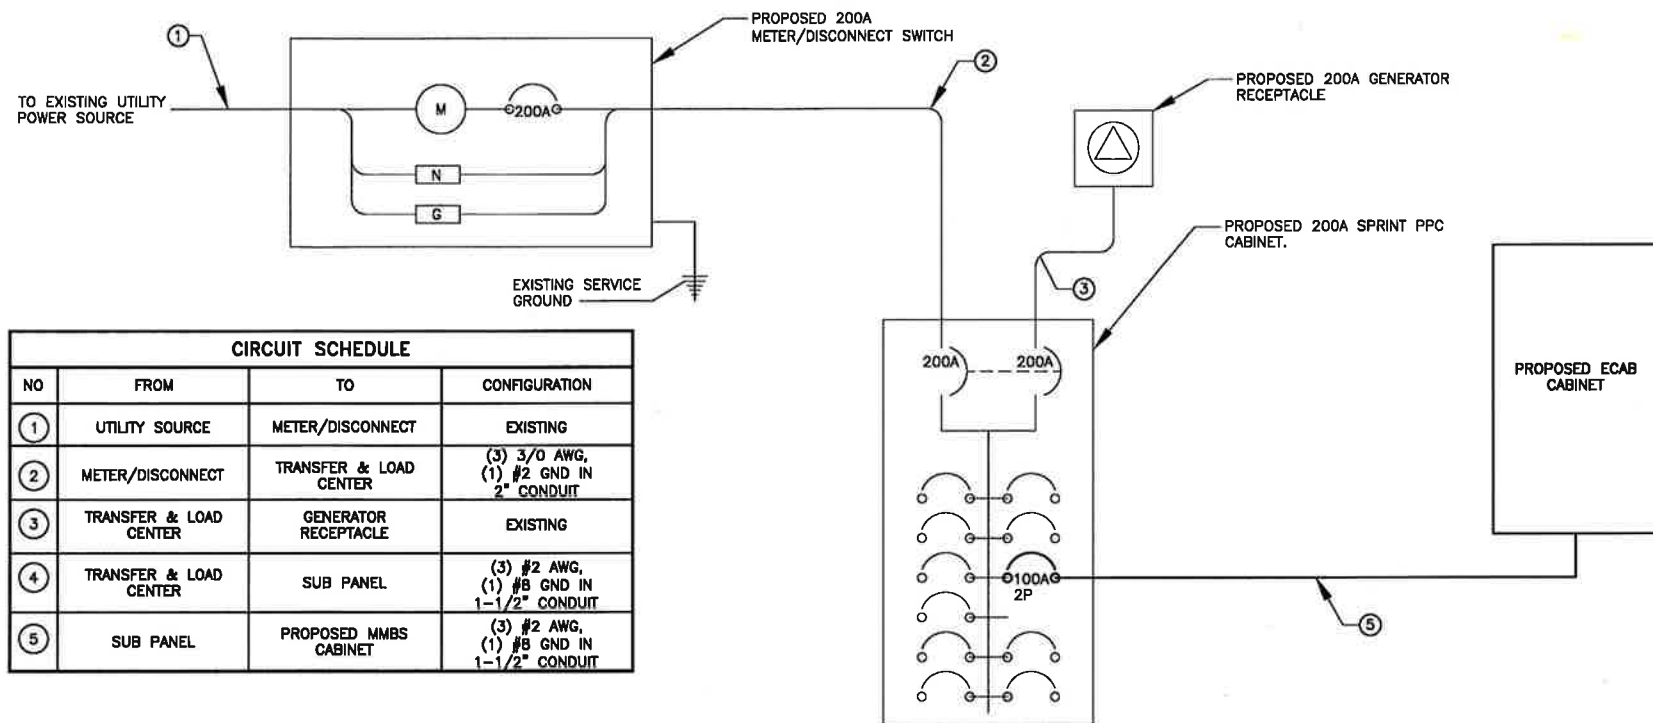 PROPOSED 200A
METER/DISCONNECT SWITCH
1
2
TO EXISTING UTILITY
POWER SOURCE
M
200A
N
G
EXISTING SERVICE
GROUND
PROPOSED 200A GENERATOR
RECEPTACLE
PROPOSED 200A SPRINT PPC
CABINET.
3
200A
200A
100A
2P
PROPOSED ECAB
CABINET
5
CIRCUIT SCHEDULE
NO FROM TO CONFIGURATION
1 UTILITY SOURCE METER/DISCONNECT EXISTING
2 METER/DISCONNECT TRANSFER & LOAD
CENTER (3) 3/0 AWG,
(1) #2 GND IN
2" CONDUIT
3 TRANSFER & LOAD
CENTER GENERATOR
RECEPTACLE EXISTING
4 TRANSFER & LOAD
CENTER SUB PANEL (3) #2 AWG,
(1) #8 GND IN
1-1/2" CONDUIT
5 SUB PANEL PROPOSED MMBS
CABINET (3) #2 AWG,
(1) #8 GND IN
1-1/2" CONDUIT